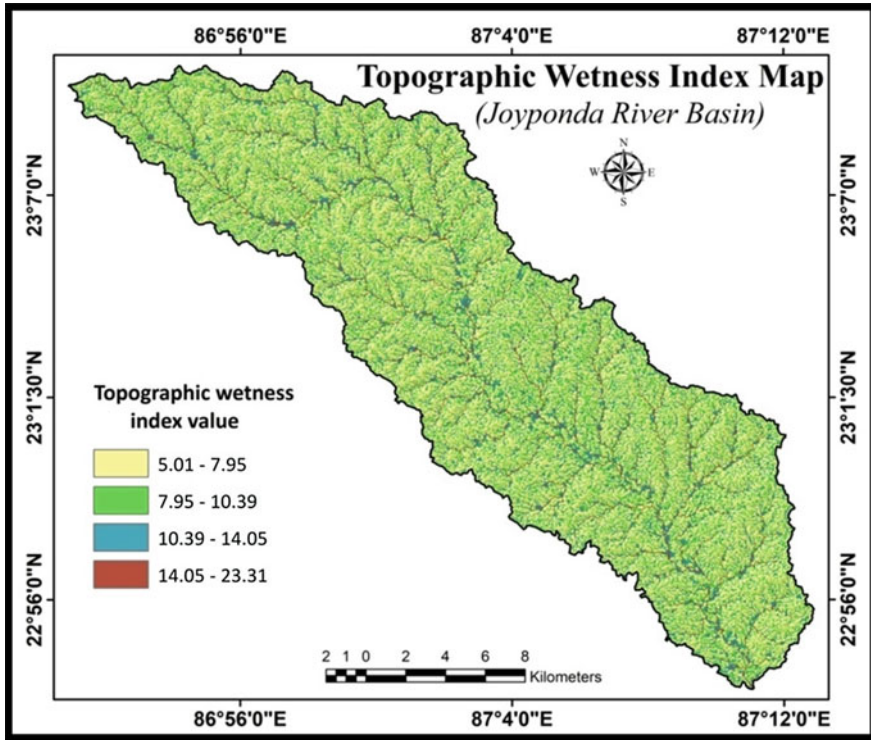 86°56'0"E 87°4'0"E 87°12'0"E
Topographic Wetness Index Map
(Joyponda River Basin)
N
W E
S
23°7'0"N 23°7'0"N
23°1'30"N 23°1'30"N
Topographic wetness
index value
5.01 - 7.95
7.95 - 10.39
10.39 - 14.05
14.05 - 23.31
22°56'0"N 22°56'0"N
2 1 0 2 4 6 8
Kilometers
86°56'0"E 87°4'0"E 87°12'0"E